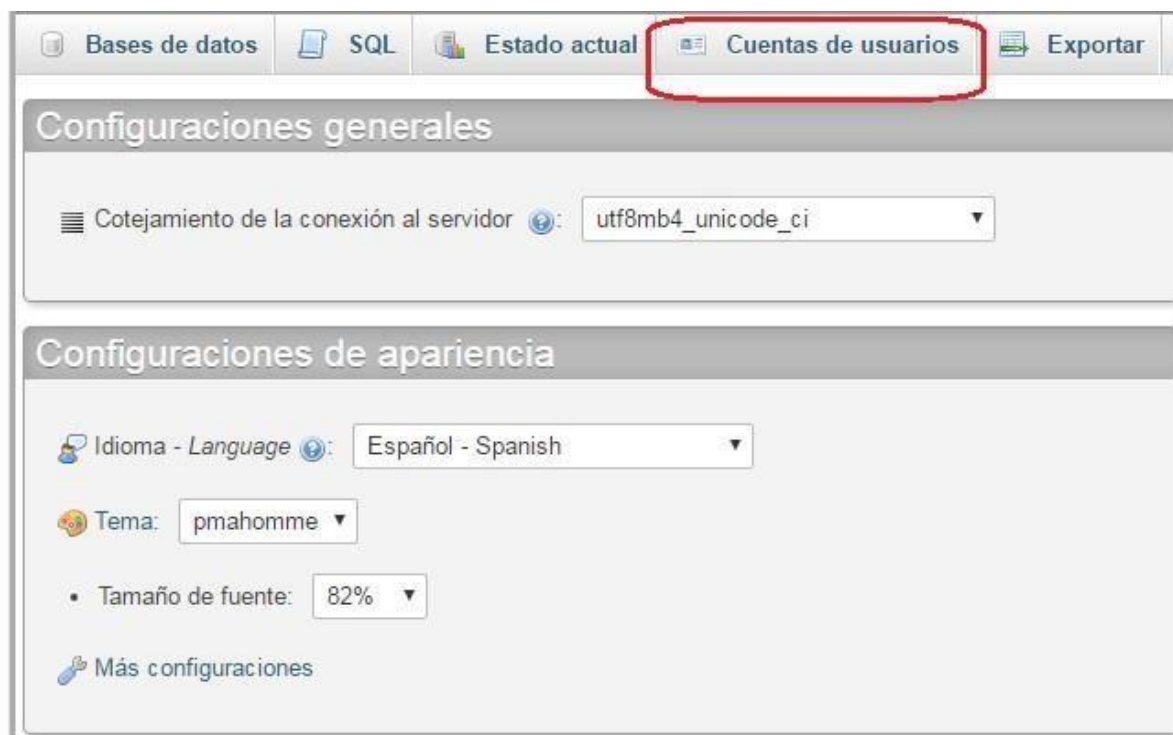 Bases de datos SQL Estado actual Cuentas de usuarios Exportar
Configuraciones generales
Cotejamiento de la conexión al servidor : utf8mb4_unicode_ci
Configuraciones de apariencia
Idioma - Language : Español - Spanish
Tema: pmahomme
• Tamaño de fuente: 82%
Más configuraciones